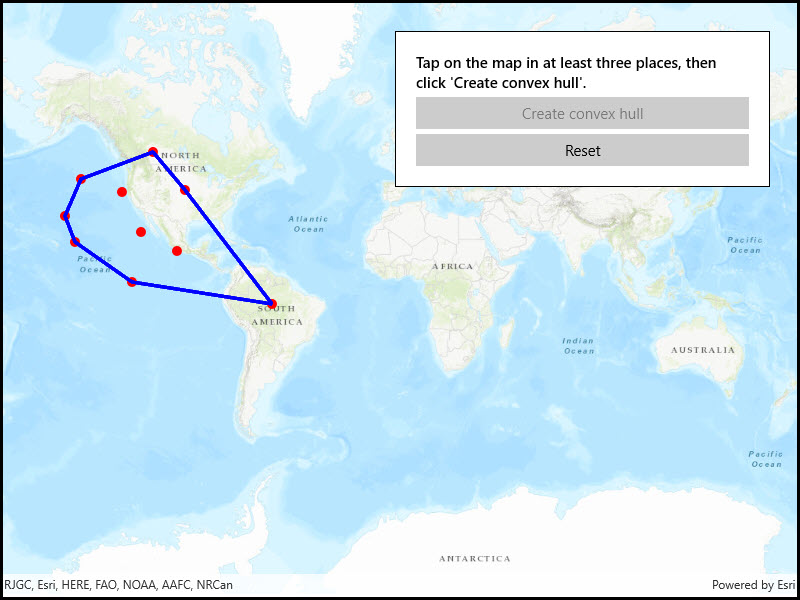 Tap on the map in at least three places, then
click 'Create convex hull'.
Create convex hull
Reset
NORTH
AMERICA
Atlantic
Ocean
Pacific
Ocean
Pacific
Ocean
AFRICA
SOUTH
AMERICA
Indian
Ocean
AUSTRALIA
Pacific
Ocean
ANTARCTICA
RJGC, Esri, HERE, FAO, NOAA, AAFC, NRCan
Powered by Esri